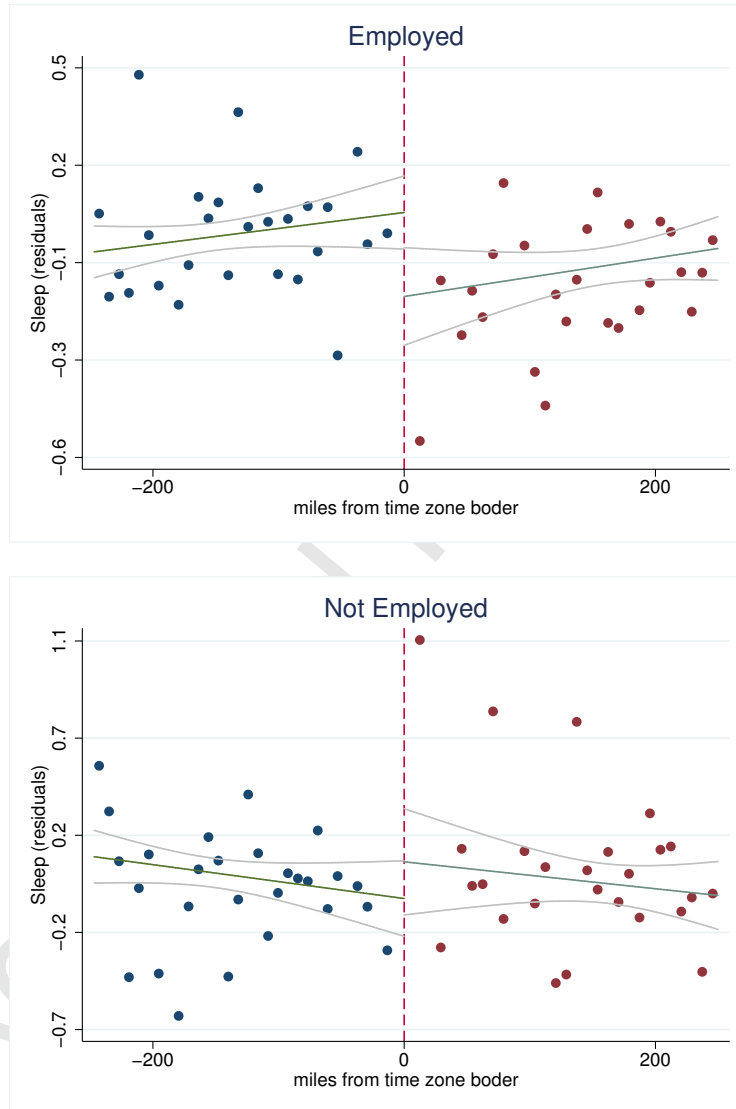 Employed
0.5
0.2
−0.1
−0.3
−0.6
Sleep (residuals)
−200
0
200
miles from time zone boder
Not Employed
1.1
0.7
0.2
−0.2
−0.7
Sleep (residuals)
−200
0
200
miles from time zone boder